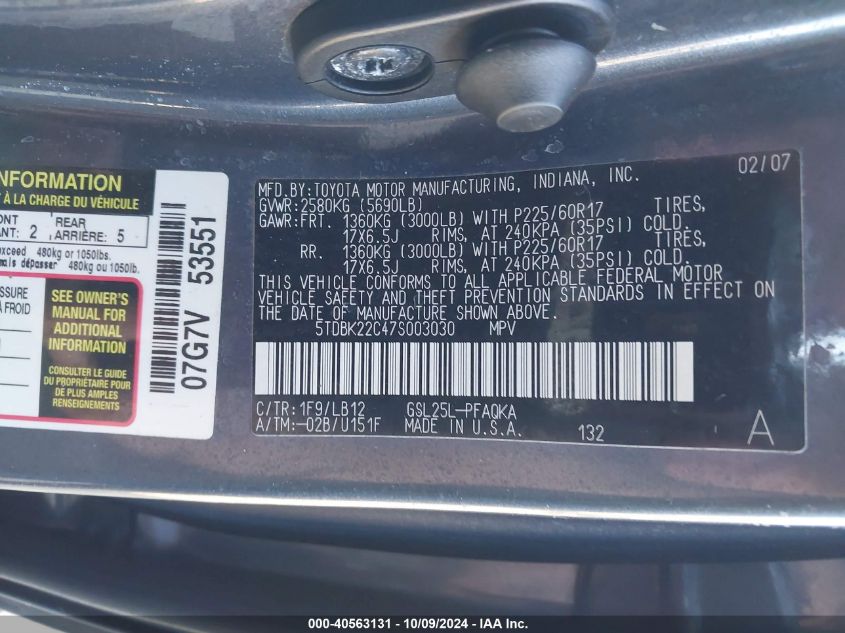 NFORMATION
À LA CHARGE DU VÉHICULE
ONT
ANT: 2
REAR
ARRIÈRE: 5
exceed 480kg or 1050lbs.
mais dépasser 480kg ou 1050lb.
SSURE
À FROID
SEE OWNER'S
MANUAL FOR
ADDITIONAL
INFORMATION
CONSULTER LE GUIDE
DU PROPRIÉTAIRE POUR
DE PLUS AMPLES
RENSEIGNEMENTS
07G7V 53551
02/07
MFD.BY:TOYOTA MOTOR MANUFACTURING, INDIANA, INC.
GVWR:2580KG (5690LB)
GAWR:FRT. 1360KG (3000LB) WITH P225/60R17 TIRES,
17X6.5J RIMS, AT 240KPA (35PSI) COLD.
RR. 1360KG (3000LB) WITH P225/60R17 TIRES,
17X6.5J RIMS, AT 240KPA (35PSI) COLD.
THIS VEHICLE CONFORMS TO ALL APPLICABLE FEDERAL MOTOR
VEHICLE SAFETY AND THEFT PREVENTION STANDARDS IN EFFECT ON
THE DATE OF MANUFACTURE SHOWN ABOVE.
5TDBK22C47S003030 MPV
C/TR:1F9/LB12 GSL25L-PFAQKA
A/TM:-02B/U151F MADE IN U.S.A. 132 A
000-40563131 - 10/09/2024 - IAA Inc.